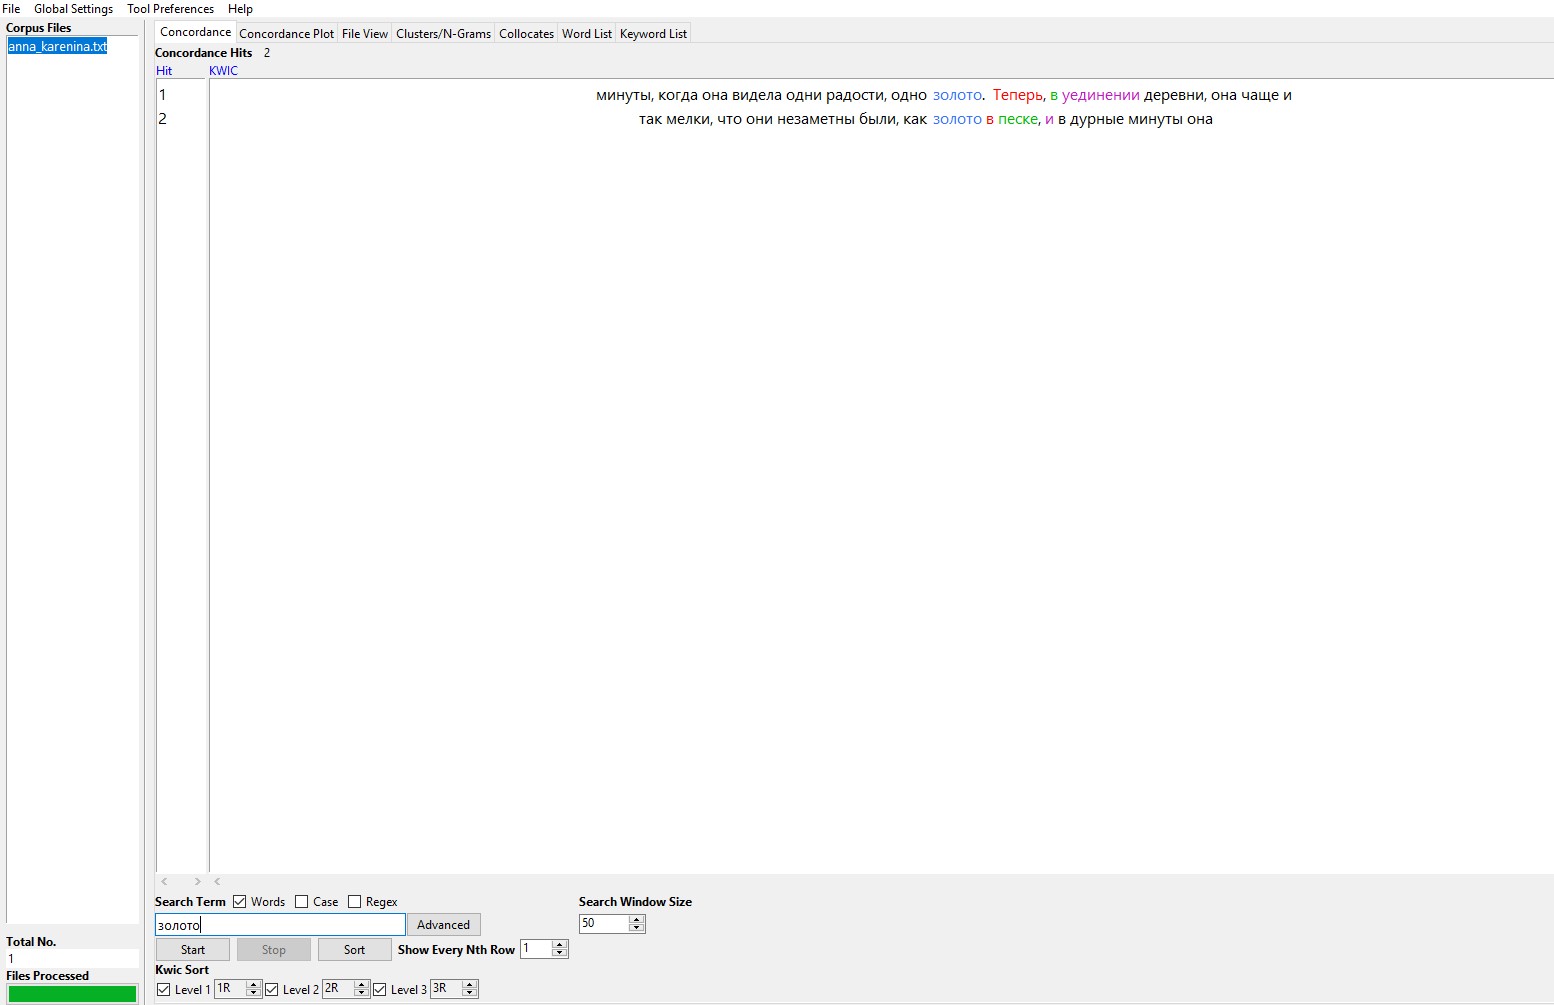 File Global Settings Tool Preferences Help
Corpus Files
anna_karenina.txt
Concordance Concordance Plot File View Clusters/N-Grams Collocates Word List Keyword List
Concordance Hits 2
Hit KWIC
1 минуты, когда она видела одни радости, одно золото. Теперь, в уединении деревни, она чаще и
2 так мелки, что они незаметны были, как золото в песке, и в дурные минуты она
Search Term Words Case Regex Search Window Size
золото Advanced 50
Start Stop Sort Show Every Nth Row 1
Kwic Sort
Level 1 1R Level 2 2R Level 3 3R
Total No.
1
Files Processed